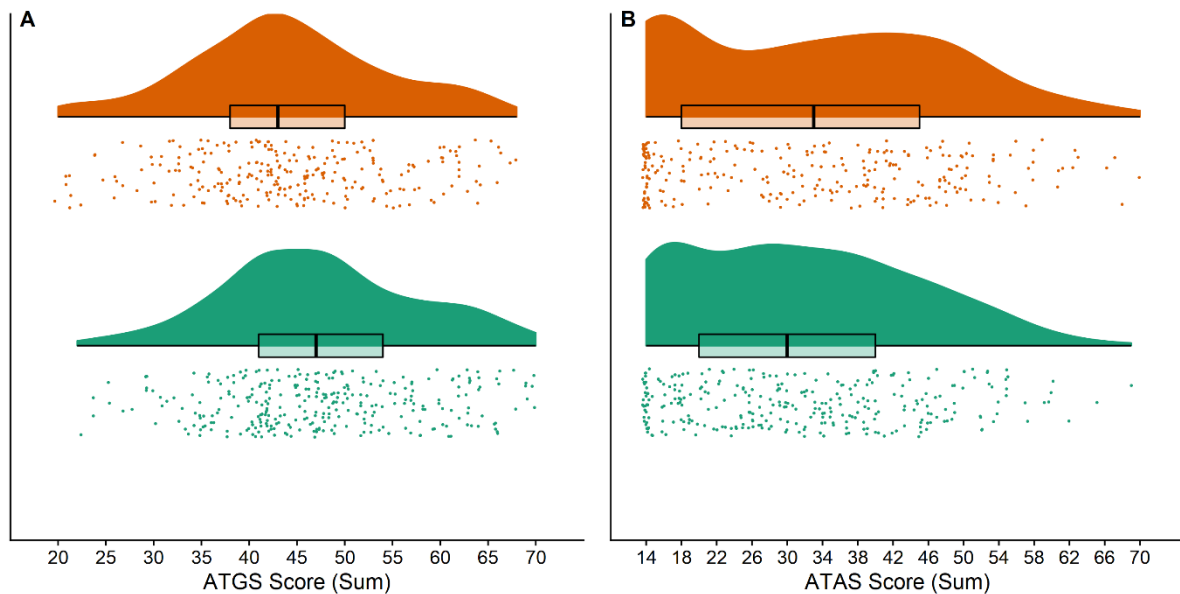 A
B
20 25 30 35 40 45 50 55 60 65 70
14 18 22 26 30 34 38 42 46 50 54 58 62 66 70
ATGS Score (Sum)
ATAS Score (Sum)